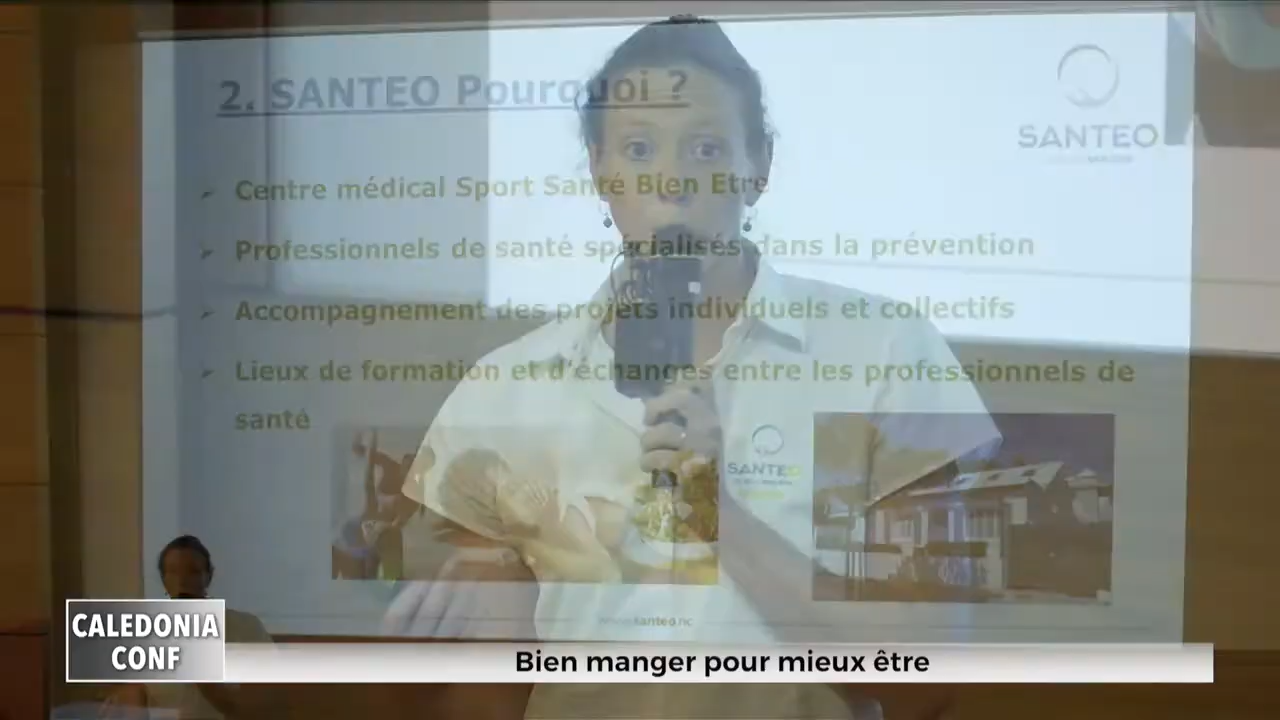 2. SANTEO Pourquoi ?
SANTEO
Centre médical Sport Santé Bien Etre
Professionnels de santé spécialisés dans la prévention
Accompagnement des projets individuels et collectifs
Lieux de formation et d'échanges entre les professionnels de
santé
SANTEO
santeo.nc
CALEDONIA
CONF
Bien manger pour mieux être